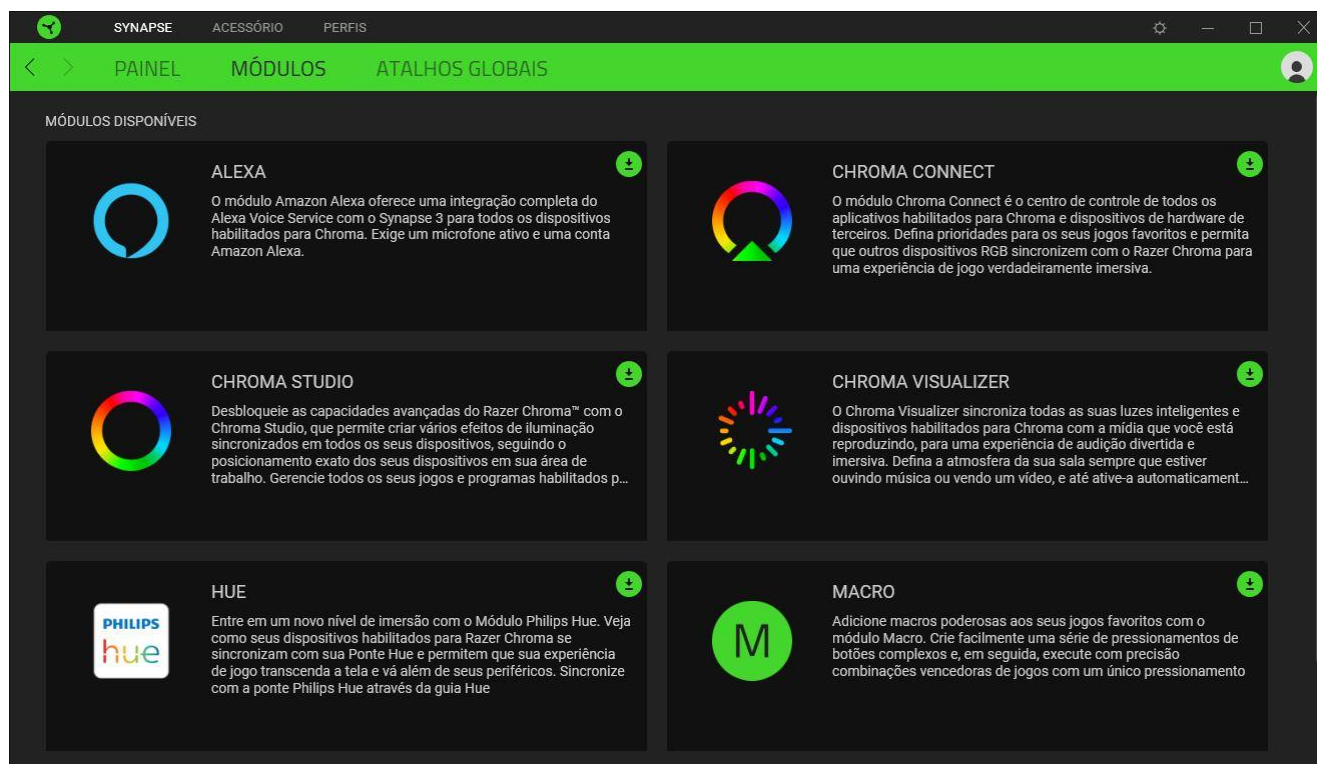 SYNAPSE ACESSÓRIO PERFIS
PAINEL MÓDULOS ATALHOS GLOBAIS
MÓDULOS DISPONÍVEIS
ALEXA
O módulo Amazon Alexa oferece uma integração completa do
Alexa Voice Service com o Synapse 3 para todos os dispositivos
habilitados para Chroma. Exige um microfone ativo e uma conta
Amazon Alexa.
CHROMA CONNECT
O módulo Chroma Connect é o centro de controle de todos os
aplicativos habilitados para Chroma e dispositivos de hardware de
terceiros. Defina prioridades para os seus jogos favoritos e permita
que outros dispositivos RGB sincronizem com o Razer Chroma para
uma experiência de jogo verdadeiramente imersiva.
CHROMA STUDIO
Desbloqueie as capacidades avançadas do Razer Chroma™ com o
Chroma Studio, que permite criar vários efeitos de iluminação
sincronizados em todos os seus dispositivos, seguindo o
posicionamento exato dos seus dispositivos em sua área de
trabalho. Gerencie todos os seus jogos e programas habilitados p...
CHROMA VISUALIZER
O Chroma Visualizer sincroniza todas as suas luzes inteligentes e
dispositivos habilitados para Chroma com a mídia que você está
reproduzindo, para uma experiência de audição divertida e
imersiva. Defina a atmosfera da sua sala sempre que estiver
ouvindo música ou vendo um vídeo, e até ative-a automaticament...
PHILIPS
hue
HUE
Entre em um novo nível de imersão com o Módulo Philips Hue. Veja
como seus dispositivos habilitados para Razer Chroma se
sincronizam com sua Ponte Hue e permitem que sua experiência
de jogo transcenda a tela e vá além de seus periféricos. Sincronize
com a ponte Philips Hue através da guia Hue
M
MACRO
Adicione macros poderosas aos seus jogos favoritos com o
módulo Macro. Crie facilmente uma série de pressionamentos de
botões complexos e, em seguida, execute com precisão
combinações vencedoras de jogos com um único pressionamento